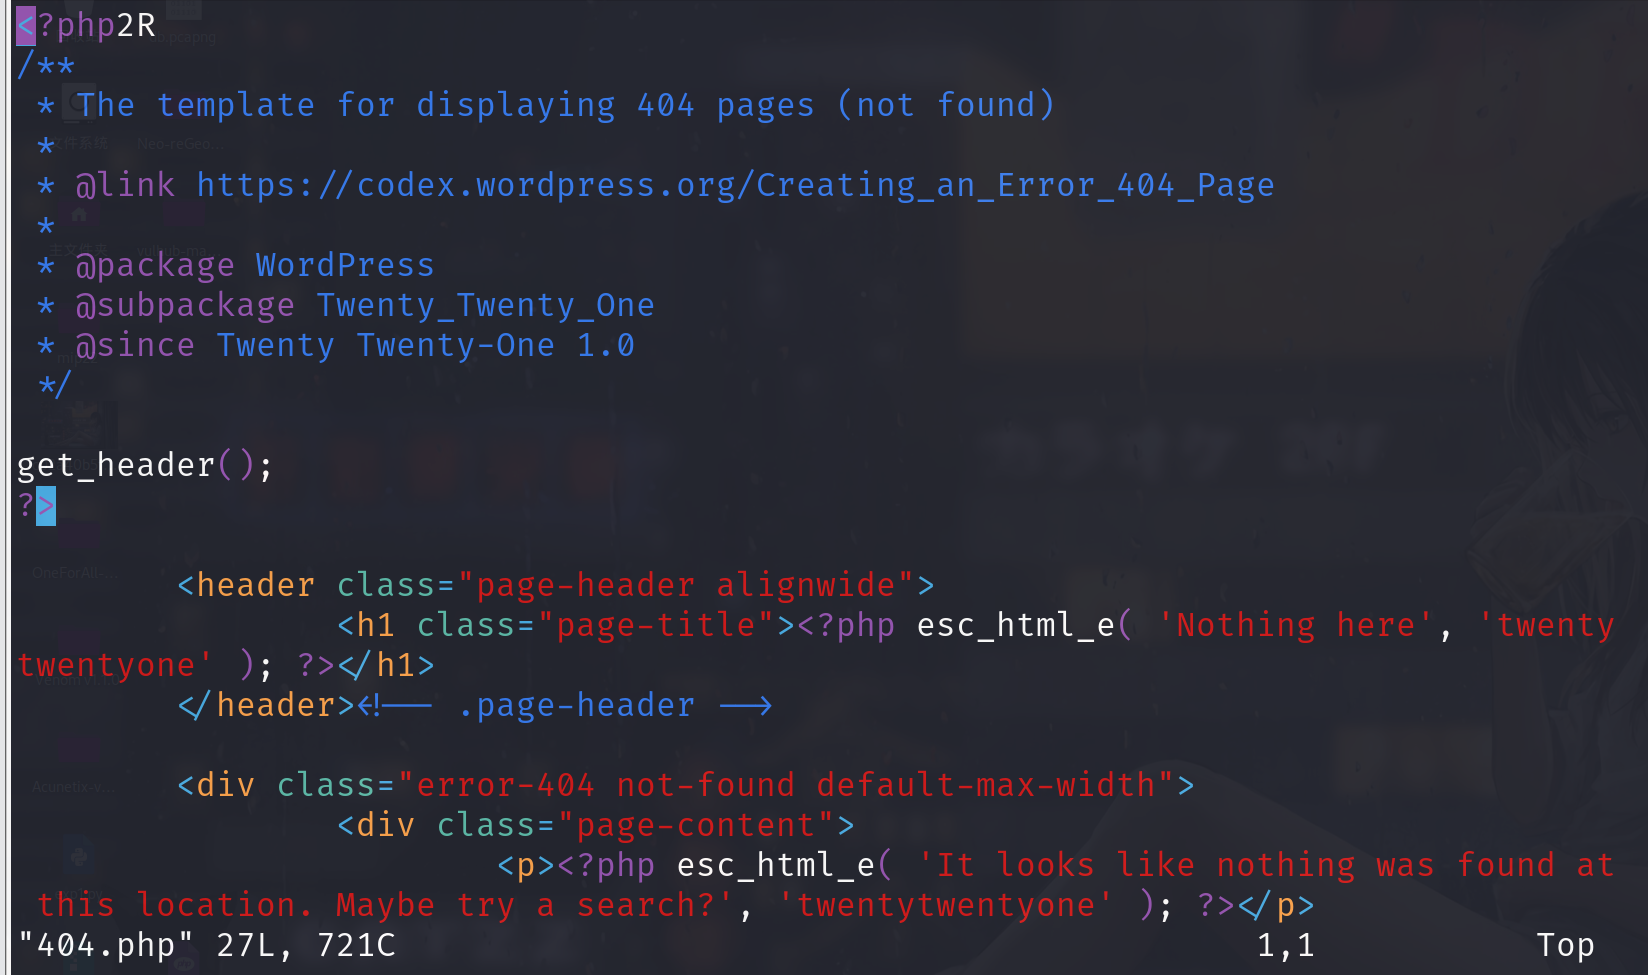 <?php2R
/**
 * The template for displaying 404 pages (not found)
 *
 * @link https://codex.wordpress.org/Creating_an_Error_404_Page
 *
 * @package WordPress
 * @subpackage Twenty_Twenty_One
 * @since Twenty Twenty-One 1.0
 */
get_header();
?>
        <header class="page-header alignwide">
                <h1 class="page-title"><?php esc_html_e( 'Nothing here', 'twenty
twentyone' ); ?></h1>
        </header><!-- .page-header -->
        <div class="error-404 not-found default-max-width">
                <div class="page-content">
                        <p><?php esc_html_e( 'It looks like nothing was found at
 this location. Maybe try a search?', 'twentytwentyone' ); ?></p>
"404.php" 27L, 721C 1,1 Top